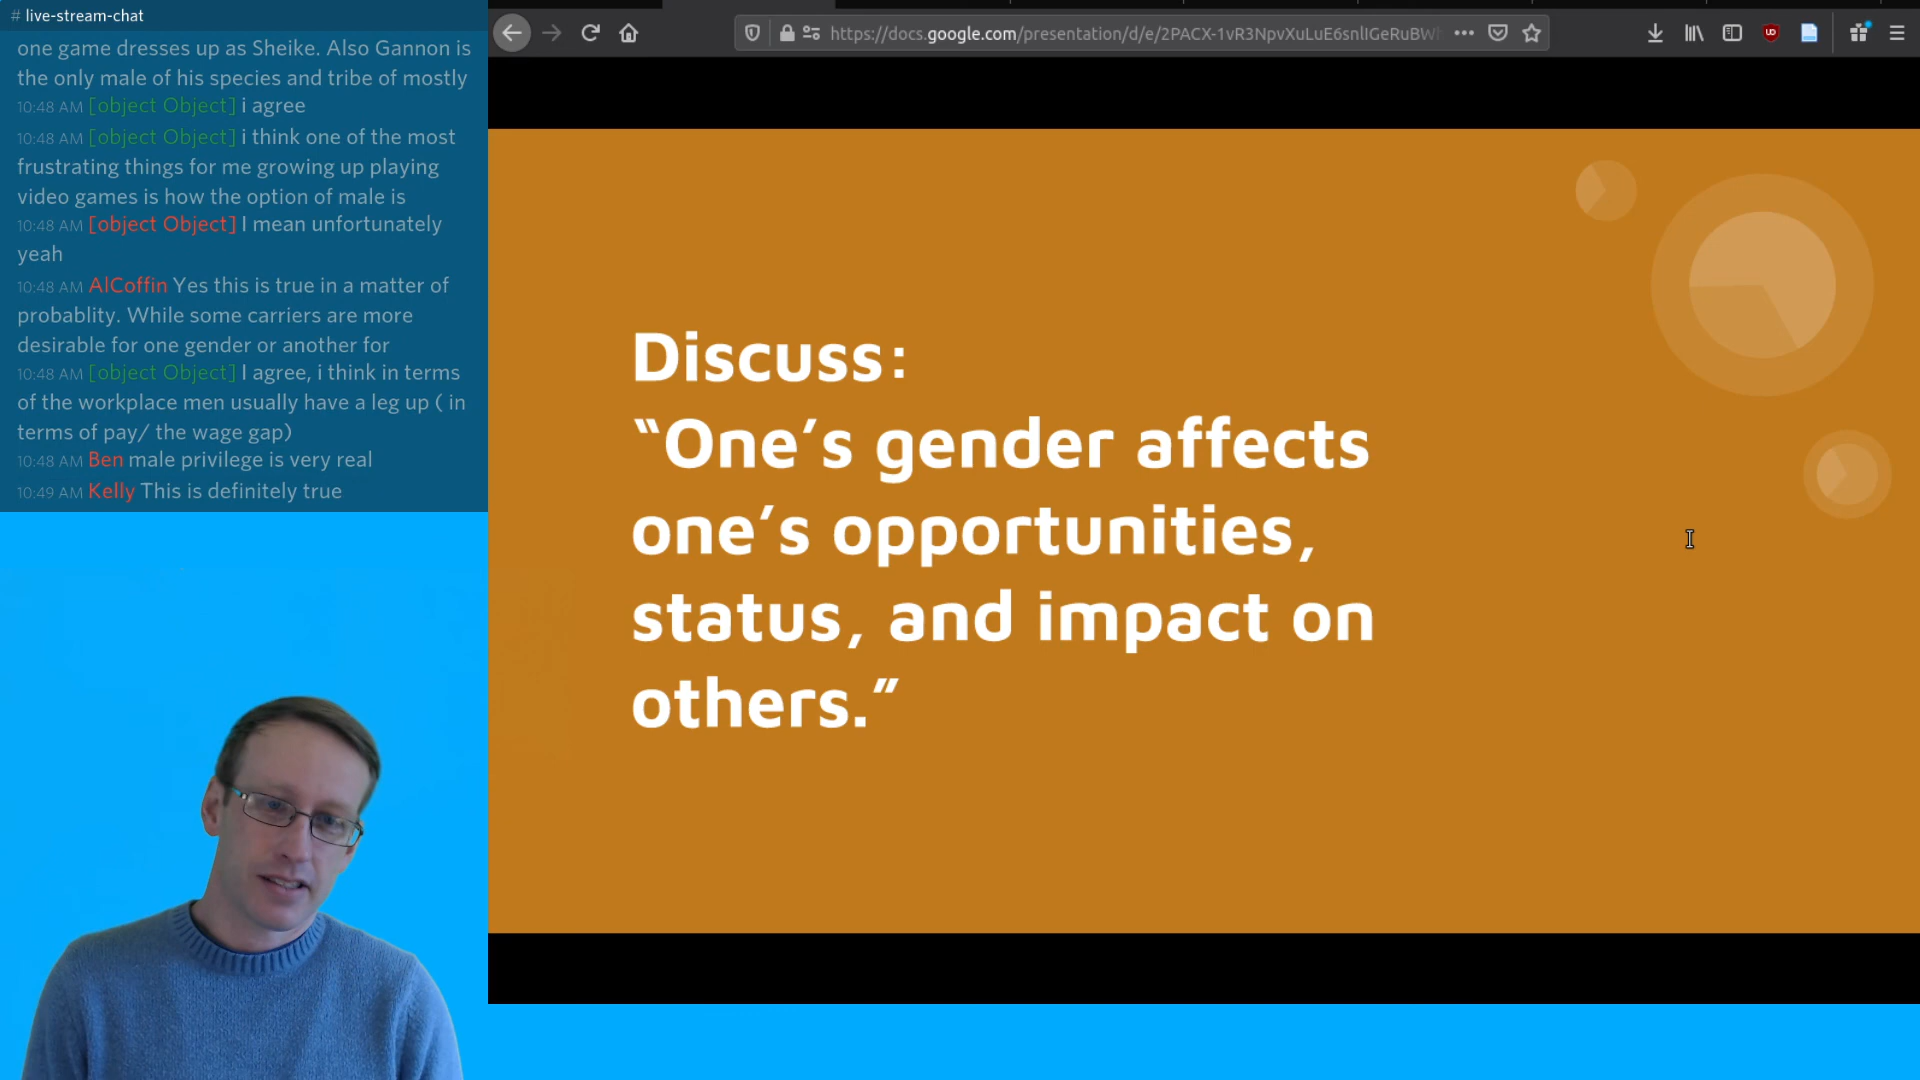 # live-stream-chat
one game dresses up as Sheike. Also Gannon is
the only male of his species and tribe of mostly
10:48 AM [object Object] i agree
10:48 AM [object Object] i think one of the most
frustrating things for me growing up playing
video games is how the option of male is
10:48 AM [object Object] I mean unfortunately
yeah
10:48 AM AlCoffin Yes this is true in a matter of
probablity. While some carriers are more
desirable for one gender or another for
10:48 AM [object Object] I agree, i think in terms
of the workplace men usually have a leg up ( in
terms of pay/ the wage gap)
10:48 AM Ben male privilege is very real
10:49 AM Kelly This is definitely true
https://docs.google.com/presentation/d/e/2PACX-1vR3NpvXuLuE6snlIGeRuBW
Discuss:
“One’s gender affects
one’s opportunities,
status, and impact on
others.”